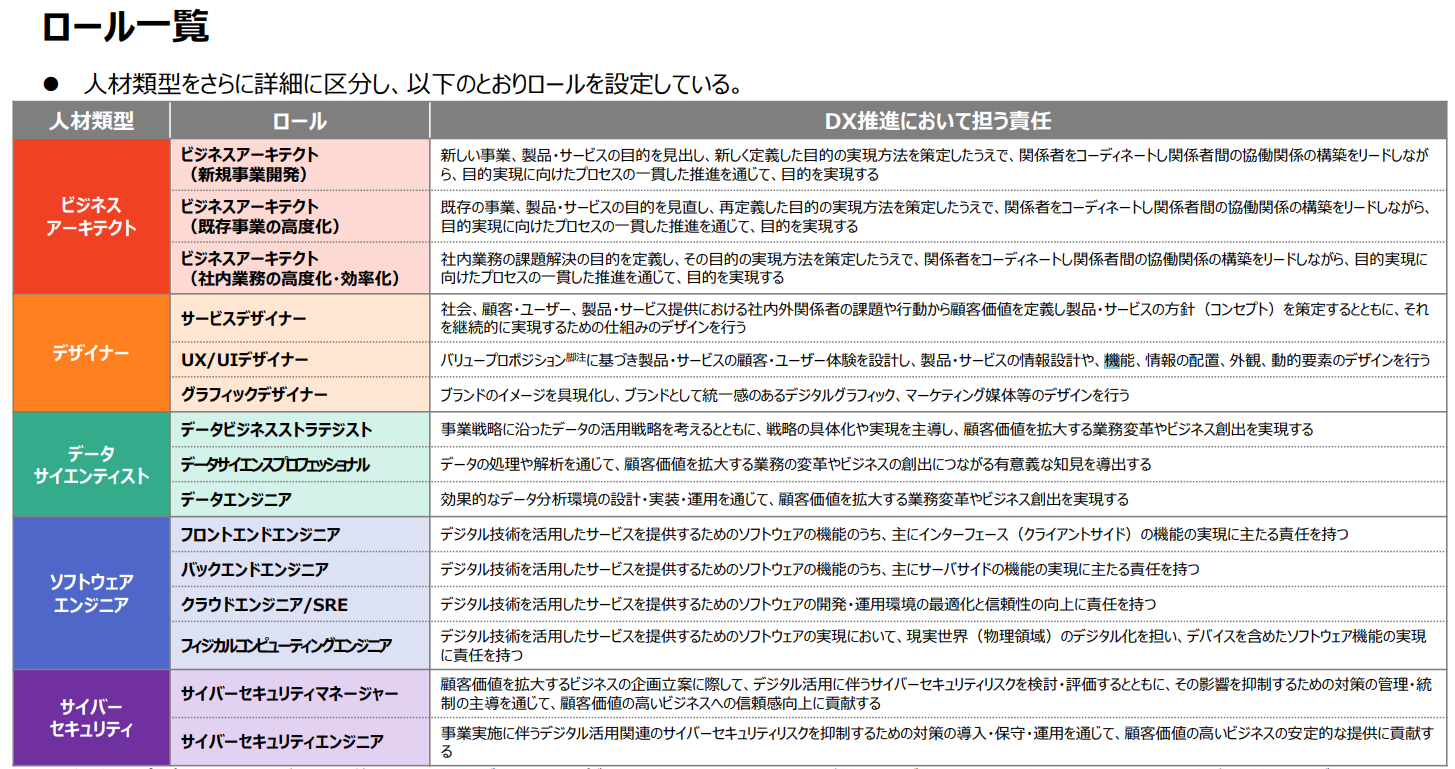 ロール一覧
● 人材類型をさらに詳細に区分し、以下のとおりロールを設定している。
人材類型 ロール DX推進において担う責任
ビジネス
アーキテクト
ビジネスアーキテクト
（新規事業開発）
新しい事業、製品・サービスの目的を見出し、新しく定義した目的の実現方法を策定したうえで、関係者をコーディネートし関係者間の協働関係の構築をリードしなが
ら、目的実現に向けたプロセスの一貫した推進を通じて、目的を実現する
ビジネスアーキテクト
（既存事業の高度化）
既存の事業、製品・サービスの目的を見直し、再定義した目的の実現方法を策定したうえで、関係者をコーディネートし関係者間の協働関係の構築をリードしながら、
目的実現に向けたプロセスの一貫した推進を通じて、目的を実現する
ビジネスアーキテクト
（社内業務の高度化・効率化）
社内業務の課題解決の目的を定義し、その目的の実現方法を策定したうえで、関係者をコーディネートし関係者間の協働関係の構築をリードしながら、目的実現に
向けたプロセスの一貫した推進を通じて、目的を実現する
デザイナー
サービスデザイナー
社会、顧客・ユーザー、製品・サービス提供における社内外関係者の課題や行動から顧客価値を定義し製品・サービスの方針（コンセプト）を策定するとともに、それ
を継続的に実現するための仕組みのデザインを行う
UX/UIデザイナー
バリュープロポジション脚注に基づき製品・サービスの顧客・ユーザー体験を設計し、製品・サービスの情報設計や、機能、情報の配置、外観、動的要素のデザインを行う
グラフィックデザイナー
ブランドのイメージを具現化し、ブランドとして統一感のあるデジタルグラフィック、マーケティング媒体等のデザインを行う
データ
サイエンティスト
データビジネスストラテジスト
事業戦略に沿ったデータの活用戦略を考えるとともに、戦略の具体化や実現を主導し、顧客価値を拡大する業務変革やビジネス創出を実現する
データサイエンスプロフェッショナル
データの処理や解析を通じて、顧客価値を拡大する業務の変革やビジネスの創出につながる有意義な知見を導出する
データエンジニア
効果的なデータ分析環境の設計・実装・運用を通じて、顧客価値を拡大する業務変革やビジネス創出を実現する
ソフトウェア
エンジニア
フロントエンドエンジニア
デジタル技術を活用したサービスを提供するためのソフトウェアの機能のうち、主にインターフェース（クライアントサイド）の機能の実現に主たる責任を持つ
バックエンドエンジニア
デジタル技術を活用したサービスを提供するためのソフトウェアの機能のうち、主にサーバサイドの機能の実現に主たる責任を持つ
クラウドエンジニア/SRE
デジタル技術を活用したサービスを提供するためのソフトウェアの開発・運用環境の最適化と信頼性の向上に責任を持つ
フィジカルコンピューティングエンジニア
デジタル技術を活用したサービスを提供するためのソフトウェアの実現において、現実世界（物理領域）のデジタル化を担い、デバイスを含めたソフトウェア機能の実現
に責任を持つ
サイバー
セキュリティ
サイバーセキュリティマネージャー
顧客価値を拡大するビジネスの企画立案に際して、デジタル活用に伴うサイバーセキュリティリスクを検討・評価するとともに、その影響を抑制するための対策の管理・統
制の主導を通じて、顧客価値の高いビジネスへの信頼感向上に貢献する
サイバーセキュリティエンジニア
事業実施に伴うデジタル活用関連のサイバーセキュリティリスクを抑制するための対策の導入・保守・運用を通じて、顧客価値の高いビジネスの安定的な提供に貢献す
る